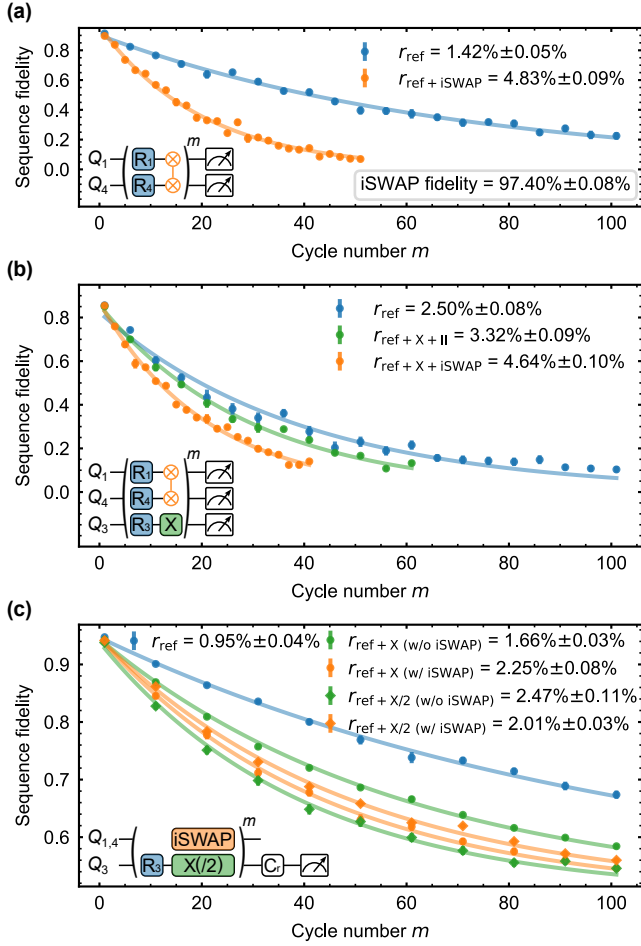 (a)
r_ref = 1.42%±0.05%
r_ref + iSWAP = 4.83%±0.09%
Sequence fidelity
0.8
0.6
0.4
0.2
0.0
m
Q₁
R₁
Q₄
R₄
iSWAP fidelity = 97.40%±0.08%
0 20 40 60 80 100
Cycle number m
(b)
r_ref = 2.50%±0.08%
r_ref + X + II = 3.32%±0.09%
r_ref + X + iSWAP = 4.64%±0.10%
Sequence fidelity
0.8
0.6
0.4
0.2
0.0
m
Q₁
R₁
Q₄
R₄
Q₃
R₃ X
0 20 40 60 80 100
Cycle number m
(c)
r_ref = 0.95%±0.04%
r_ref + X (w/o iSWAP) = 1.66%±0.03%
r_ref + X (w/ iSWAP) = 2.25%±0.08%
r_ref + X/2 (w/o iSWAP) = 2.47%±0.11%
r_ref + X/2 (w/ iSWAP) = 2.01%±0.03%
Sequence fidelity
0.9
0.8
0.7
0.6
m
Q₁,₄
iSWAP
Q₃
R₃ X(/2) Cᵣ
0 20 40 60 80 100
Cycle number m